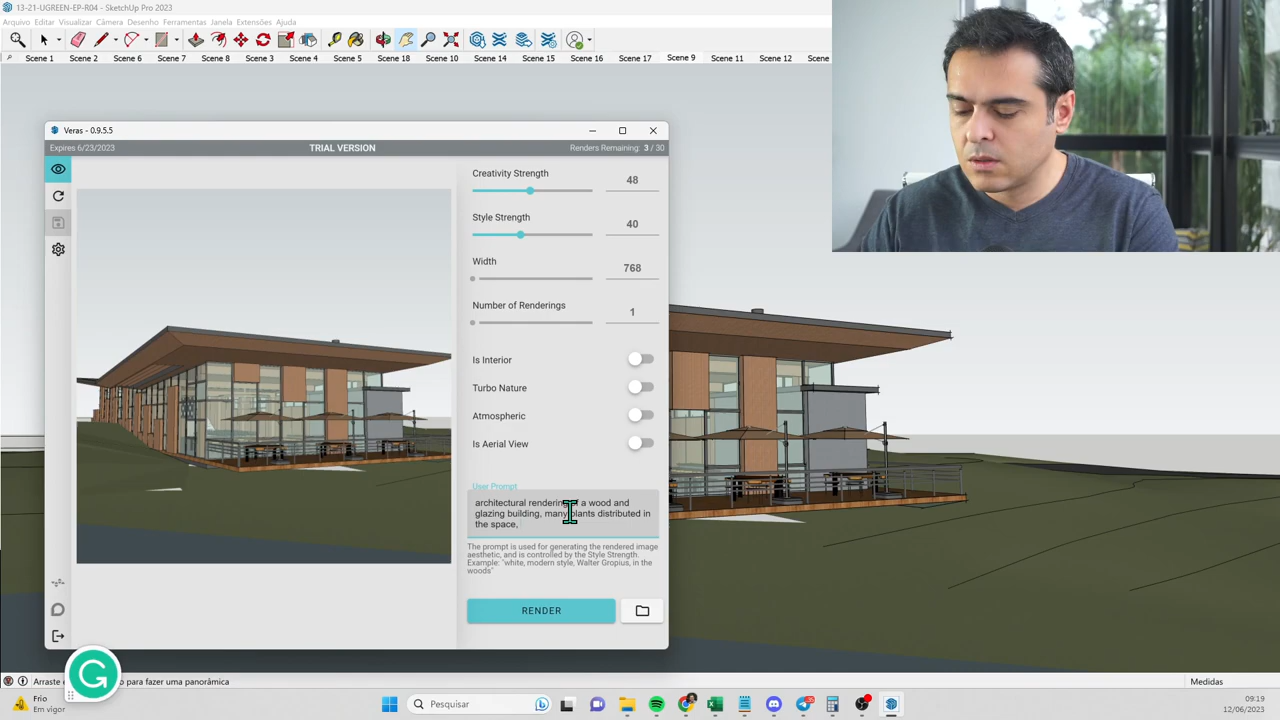 13-21-UGREEN-EP-R04 - SketchUp Pro 2023
Arquivo Editar Visualizar Câmera Desenho Ferramentas Janela Extensões Ajuda
Scene 1 Scene 2 Scene 6 Scene 7 Scene 8 Scene 3 Scene 4 Scene 5 Scene 18 Scene 10 Scene 14 Scene 15 Scene 16 Scene 17 Scene 9 Scene 11 Scene 12 Scene
Veras - 0.9.5.5
Expires 6/23/2023 TRIAL VERSION Renders Remaining: 3 / 30
Creativity Strength 48
Style Strength 40
Width 768
Number of Renderings 1
Is Interior
Turbo Nature
Atmospheric
Is Aerial View
User Prompt
architectural rendering a wood and
glazing building, many plants distributed in
the space,
The prompt is used for generating the rendered image
aesthetic, and is controlled by the Style Strength.
Example: "white, modern style, Walter Gropius, in the
woods"
RENDER
Arraste para fazer uma panorâmica Medidas
Frio
Em vigor
Pesquisar
09:19
12/06/2023